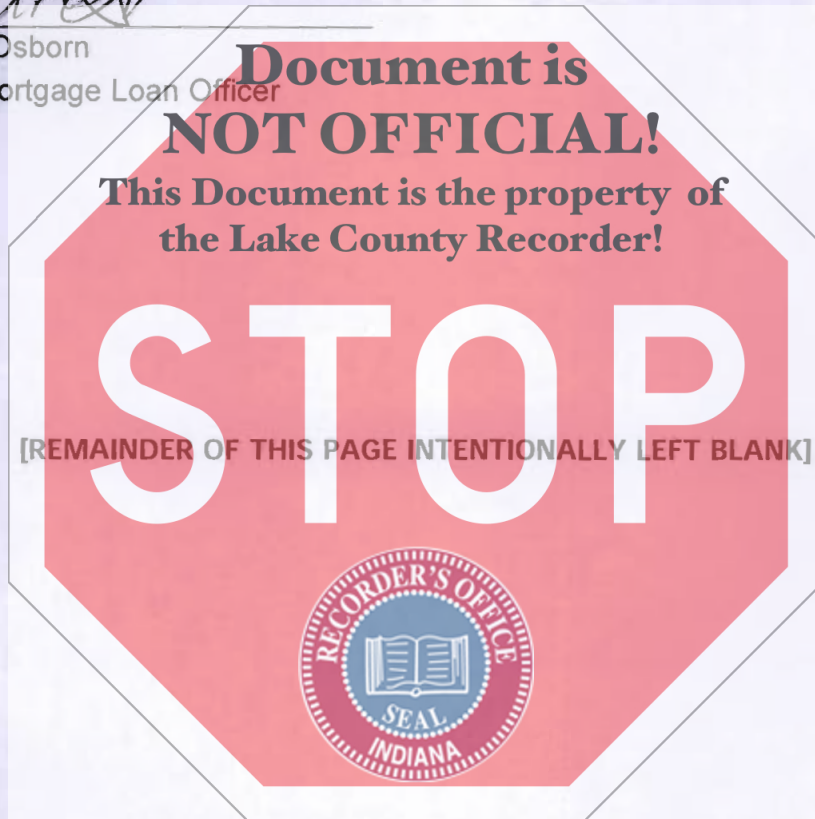 Osborn
Mortgage Loan Officer
Document is
NOT OFFICIAL!
This Document is the property of
the Lake County Recorder!
STOP
[REMAINDER OF THIS PAGE INTENTIONALLY LEFT BLANK]
RECORDER'S OFFICE
SEAL
INDIANA